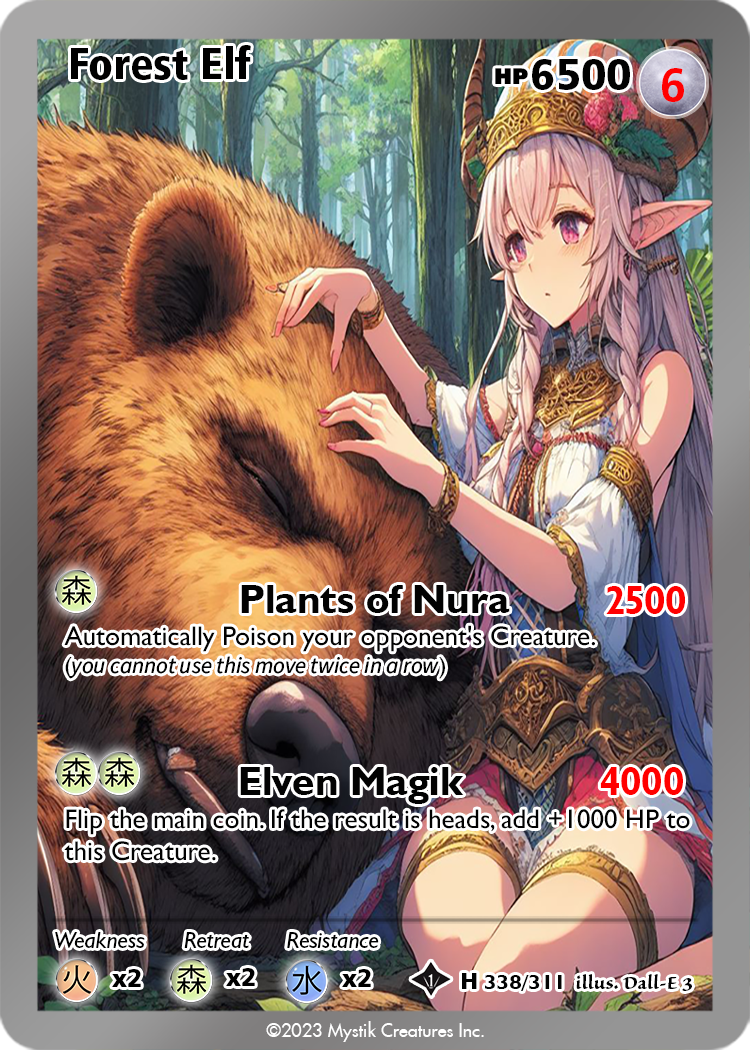 Forest Elf
HP 6500 6
森 Plants of Nura 2500
Automatically Poison your opponent's Creature.
(you cannot use this move twice in a row)
森 森 Elven Magik 4000
Flip the main coin. If the result is heads, add +1000 HP to
this Creature.
Weakness Retreat Resistance
火 x2 森 x2 水 x2 1 H 338/311 illus. Dall-E 3
©2023 Mystik Creatures Inc.